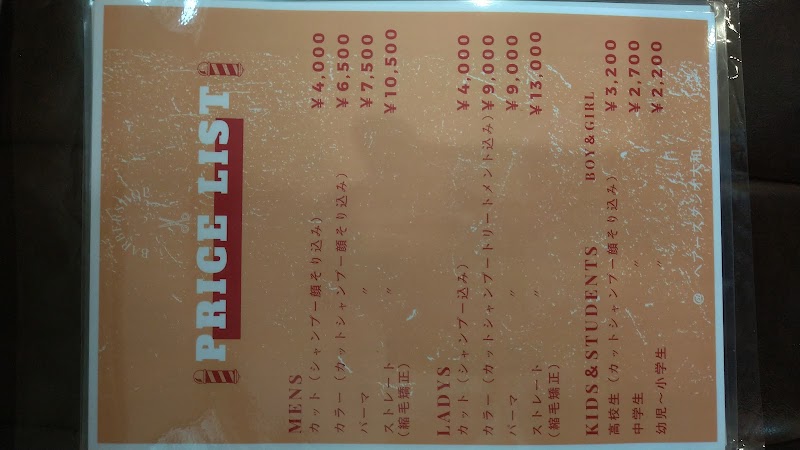 PRICE LIST
MENS
カット（シャンプー顔そり込み） ¥4,000
カラー（カットシャンプー顔そり込み） ¥6,500
パーマ 〃 ¥7,500
ストレート 〃 ¥10,500
（縮毛矯正）
LADYS
カット（シャンプー込み） ¥4,000
カラー（カットシャンプートリートメント込み） ¥9,000
パーマ 〃 ¥9,000
ストレート 〃 ¥13,000
（縮毛矯正）
KIDS&STUDENTS BOY&GIRL
高校生（カットシャンプー顔そり込み） ¥3,200
中学生 〃 ¥2,700
幼児～小学生 〃 ¥2,200
@ ヘアーズタジオ大和